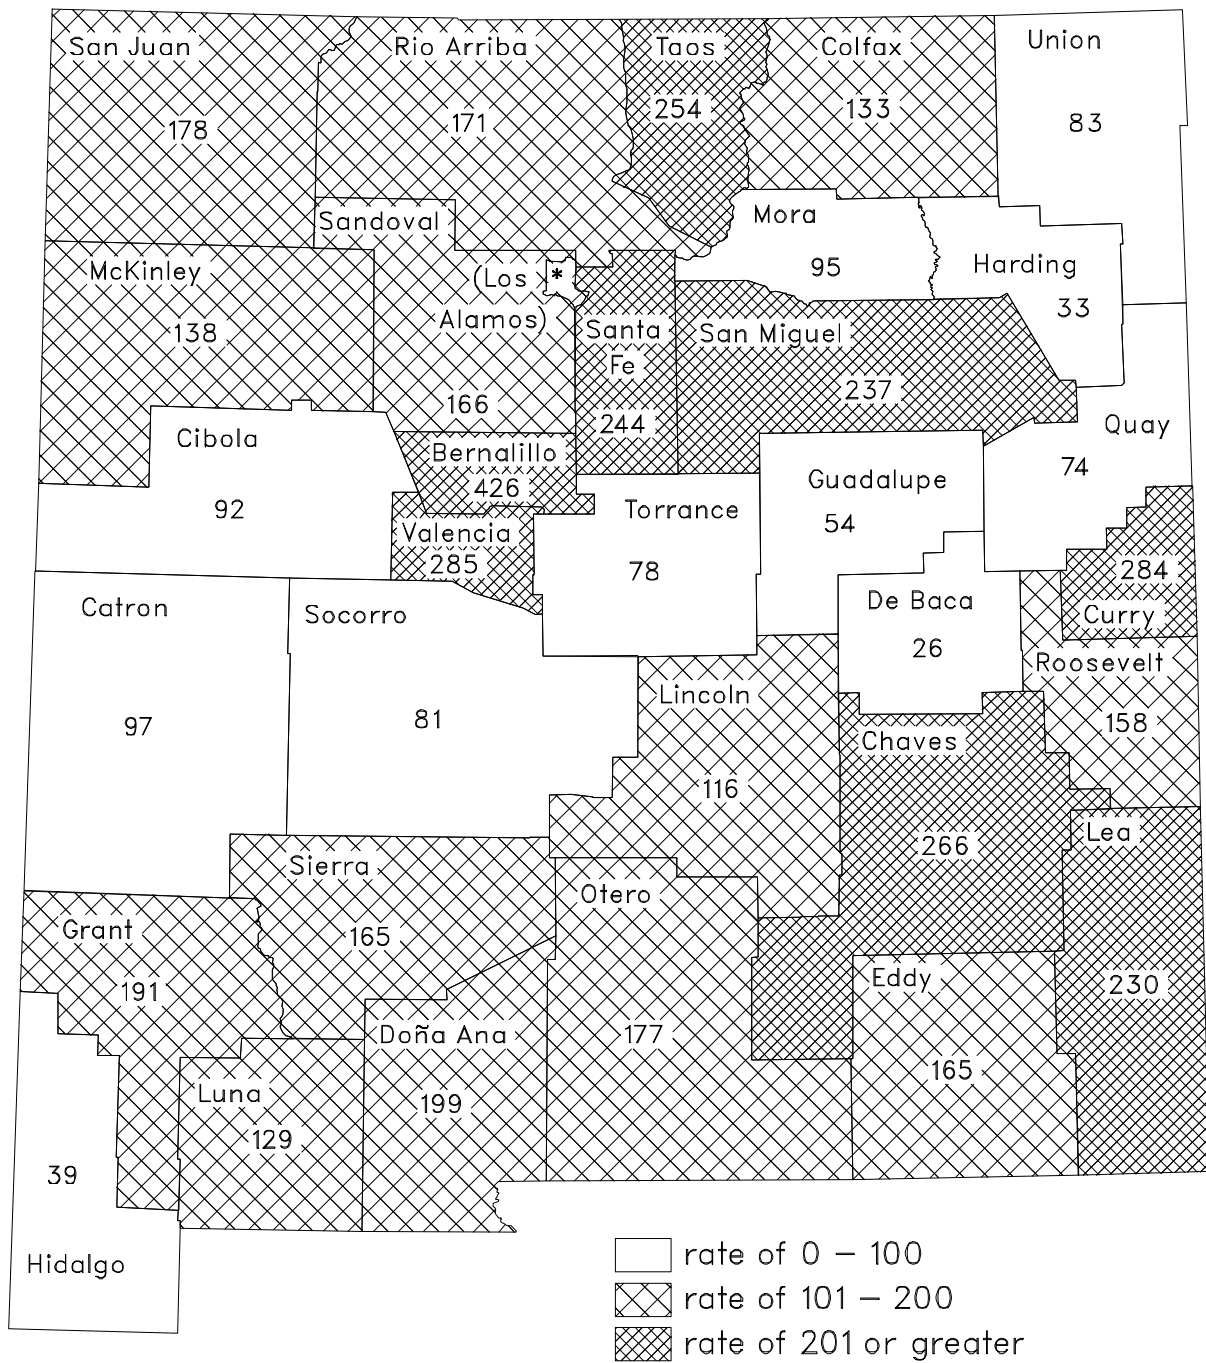 San Juan
178
Rio Arriba
171
Taos
254
Colfax
133
Union
83
Sandoval
166
(Los
Alamos)
*
Mora
95
Harding
33
McKinley
138
Santa
Fe
244
San Miguel
237
Quay
74
Cibola
92
Bernalillo
426
Valencia
285
Torrance
78
Guadalupe
54
De Baca
26
284
Curry
Roosevelt
158
Catron
97
Socorro
81
Lincoln
116
Chaves
266
Lea
230
Sierra
165
Otero
177
Eddy
165
Grant
191
Doña Ana
199
Luna
129
39
Hidalgo
rate of 0 – 100
rate of 101 – 200
rate of 201 or greater